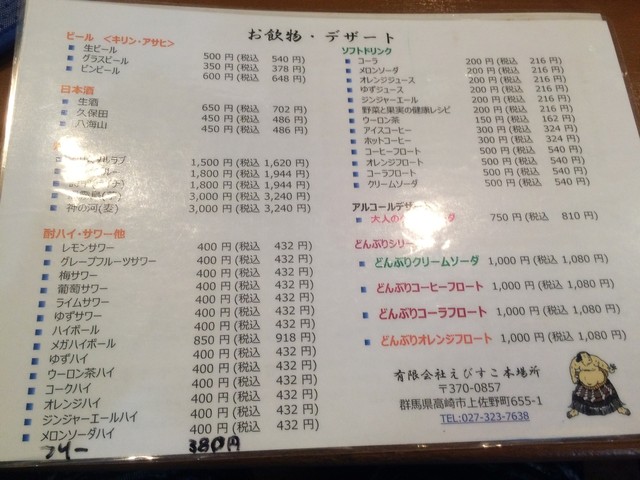 お飲物・デザート
ビール ＜キリン・アサヒ＞
生ビール 500 円(税込 540 円)
グラスビール 350 円(税込 378 円)
ビンビール 600 円(税込 648 円)
日本酒
生酒 650 円(税込 702 円)
久保田 450 円(税込 486 円)
八海山 450 円(税込 486 円)
1,500 円(税込 1,620 円)
1,800 円(税込 1,944 円)
1,800 円(税込 1,944 円)
3,000 円(税込 3,240 円)
神の河(麦) 3,000 円(税込 3,240 円)
酎ハイ・サワー他
レモンサワー 400 円(税込 432 円)
グレープフルーツサワー 400 円(税込 432 円)
梅サワー 400 円(税込 432 円)
葡萄サワー 400 円(税込 432 円)
ライムサワー 400 円(税込 432 円)
ゆずサワー 400 円(税込 432 円)
ハイボール 400 円(税込 432 円)
メガハイボール 850 円(税込 918 円)
ゆずハイ 400 円(税込 432 円)
ウーロン茶ハイ 400 円(税込 432 円)
コークハイ 400 円(税込 432 円)
オレンジハイ 400 円(税込 432 円)
ジンジャーエールハイ 400 円(税込 432 円)
メロンソーダハイ 400 円(税込 432 円)
フリー 380円
ソフトドリンク
コーラ 200 円(税込 216 円)
メロンソーダ 200 円(税込 216 円)
オレンジジュース 200 円(税込 216 円)
ゆずジュース 200 円(税込 216 円)
ジンジャーエール 200 円(税込 216 円)
野菜と果実の健康レシピ 200 円(税込 216 円)
ウーロン茶 150 円(税込 162 円)
アイスコーヒー 300 円(税込 324 円)
ホットコーヒー 300 円(税込 324 円)
コーヒーフロート 500 円(税込 540 円)
オレンジフロート 500 円(税込 540 円)
コーラフロート 500 円(税込 540 円)
クリームソーダ 500 円(税込 540 円)
アルコールデザート
大人の 750 円(税込 810 円)
どんぶりシリー
どんぶりクリームソーダ 1,000 円(税込 1,080 円)
どんぶりコーヒーフロート 1,000 円(税込 1,080 円)
どんぶりコーラフロート 1,000 円(税込 1,080 円)
どんぶりオレンジフロート 1,000 円(税込 1,080 円)
有限会社えびすこ本場所
〒370-0857
群馬県高崎市上佐野町655-1
TEL:027-323-7638